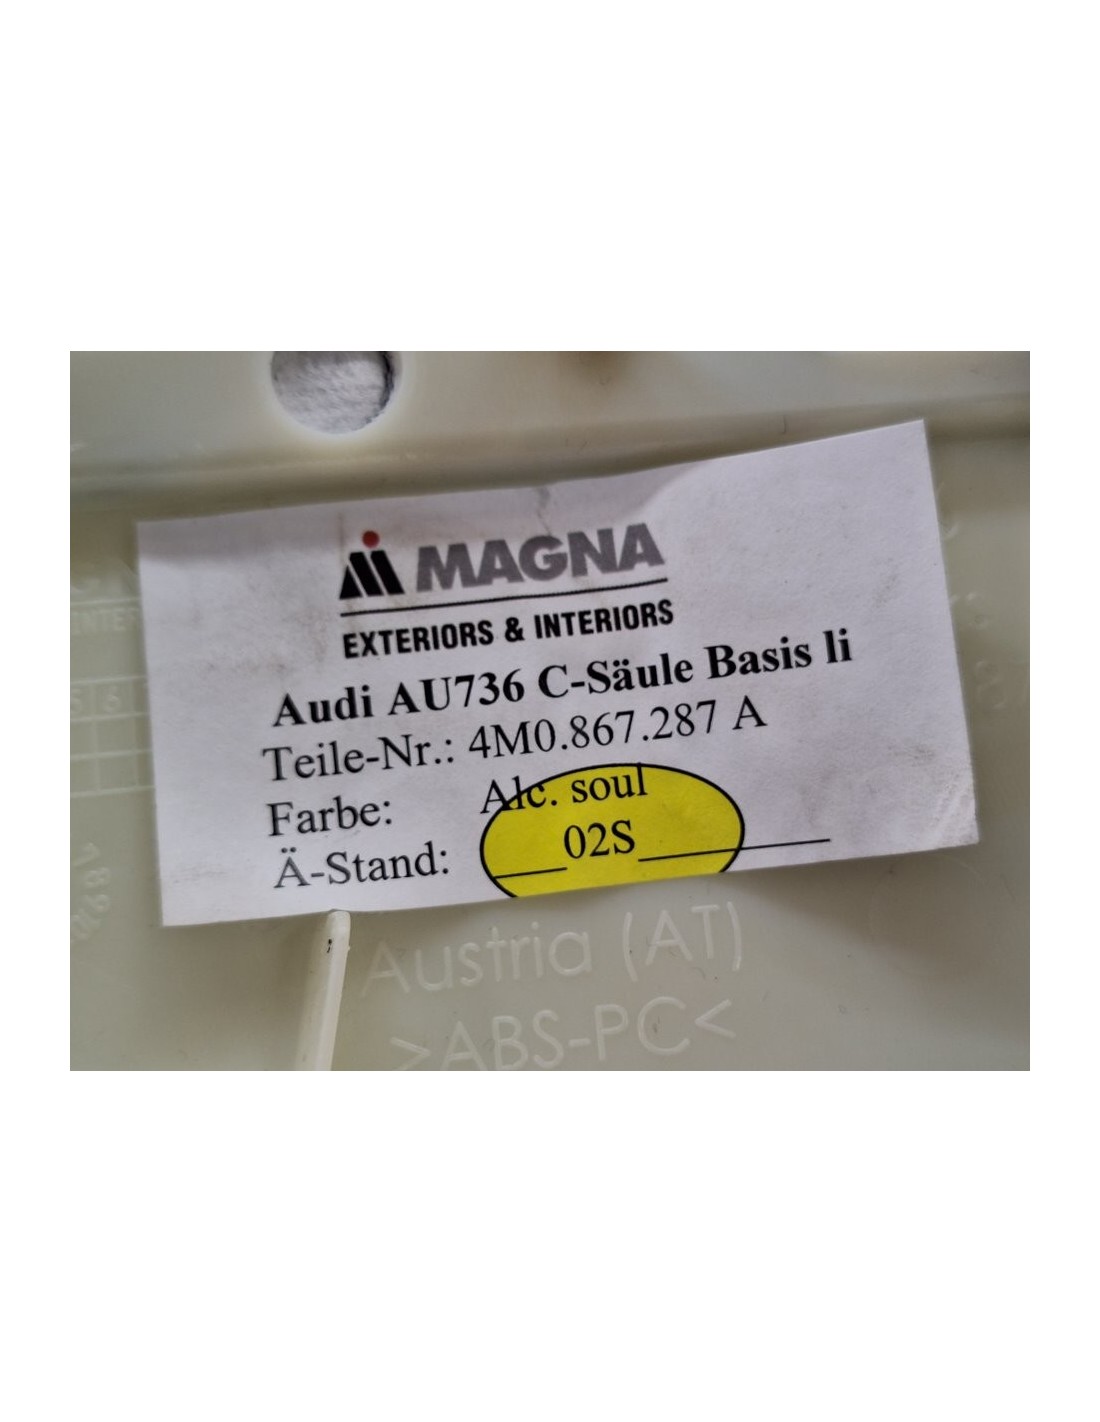 MAGNA
EXTERIORS & INTERIORS
Audi AU736 C-Säule Basis li
Teile-Nr.: 4M0.867.287 A
Farbe: Alc. soul
Ä-Stand: ____02S________
Austria (AT)
>ABS-PC<